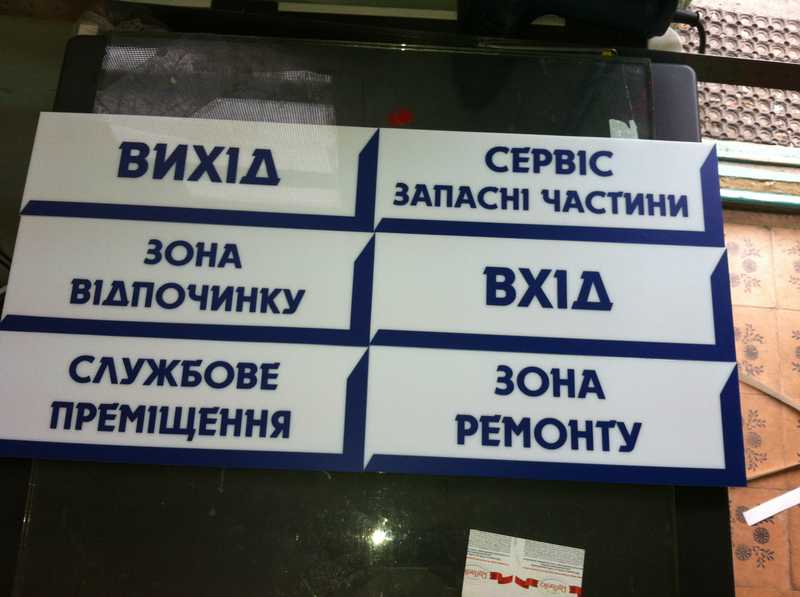 ВИХІД
СЕРВІС
ЗАПАСНІ ЧАСТИНИ
ЗОНА
ВІДПОЧИНКУ
ВХІД
СЛУЖБОВЕ
ПРЕМІЩЕННЯ
ЗОНА
РЕМОНТУ